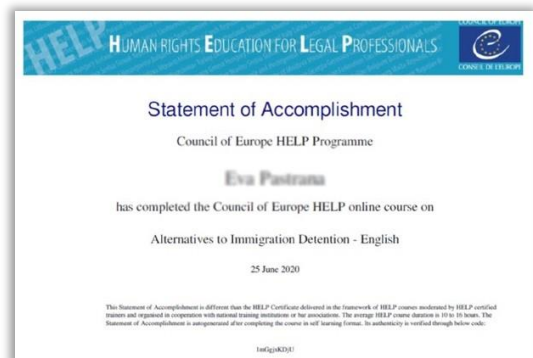 COUNCIL OF EUROPE
HELP HUMAN RIGHTS EDUCATION FOR LEGAL PROFESSIONALS
CONSEIL DE L'EUROPE
Statement of Accomplishment
Council of Europe HELP Programme
has completed the Council of Europe HELP online course on
Alternatives to Immigration Detention - English
25 June 2020
This Statement of Accomplishment is different than the HELP Certificate delivered in the framework of HELP courses moderated by HELP certified
trainers and organised in cooperation with national training institutions or bar associations. The average HELP course duration is 10 to 16 hours. The
Statement of Accomplishment is autogenerated after completing the course in self learning format. Its authenticity is verified through below code: